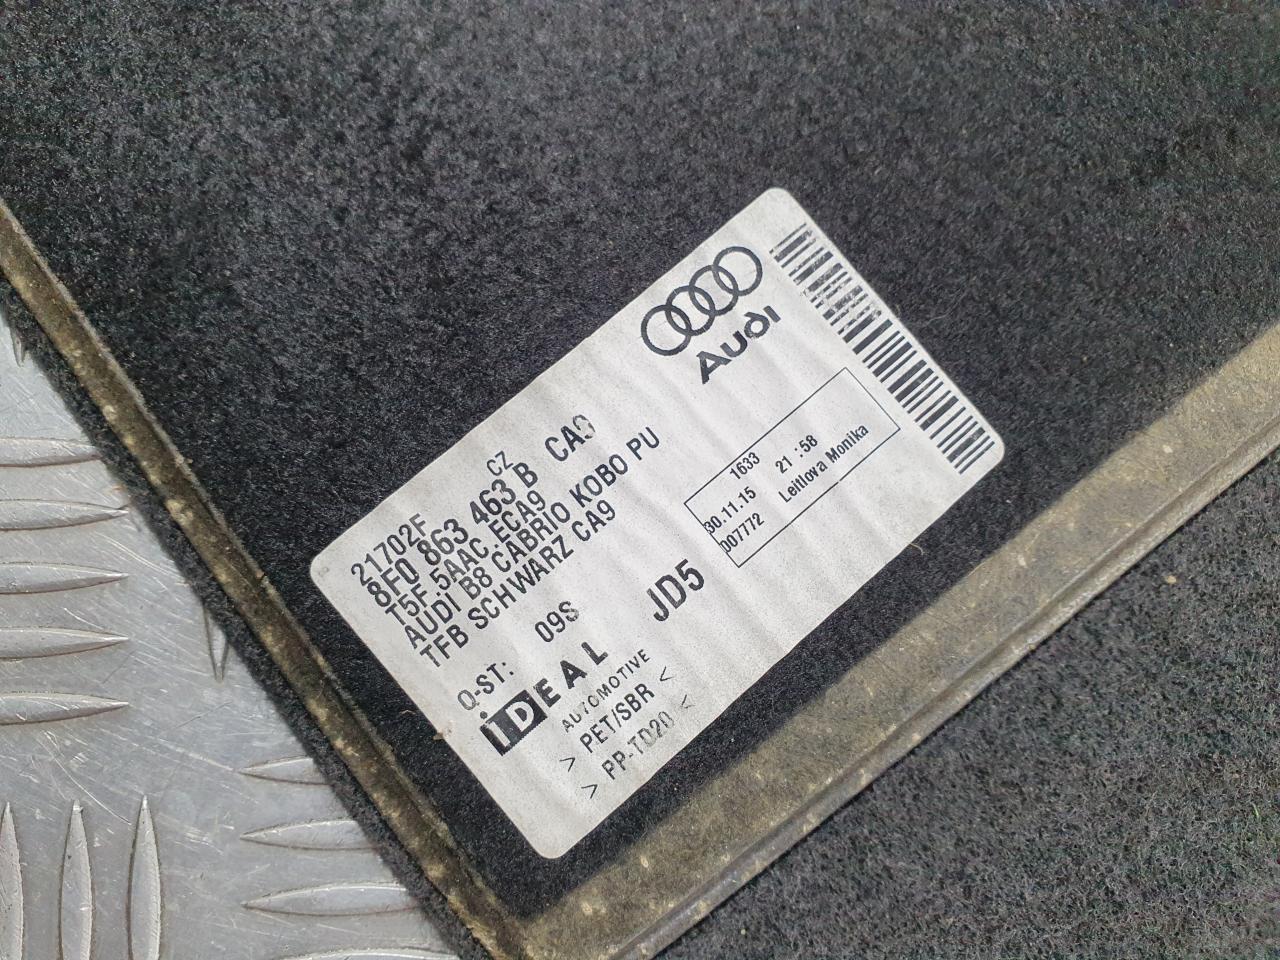 Audi
21702F CZ
8F0 863 463 B CA9
T5F.5AAC.ECA9
AUDI B8 CABRIO KOBO PU
TFB SCHWARZ CA9
Q-ST: 09S JD5
1633
30.11.15 21:58
007772 Leitlova Monika
iDEAL
AUTOMOTIVE
> PET/SBR <
> PP-TD20 <